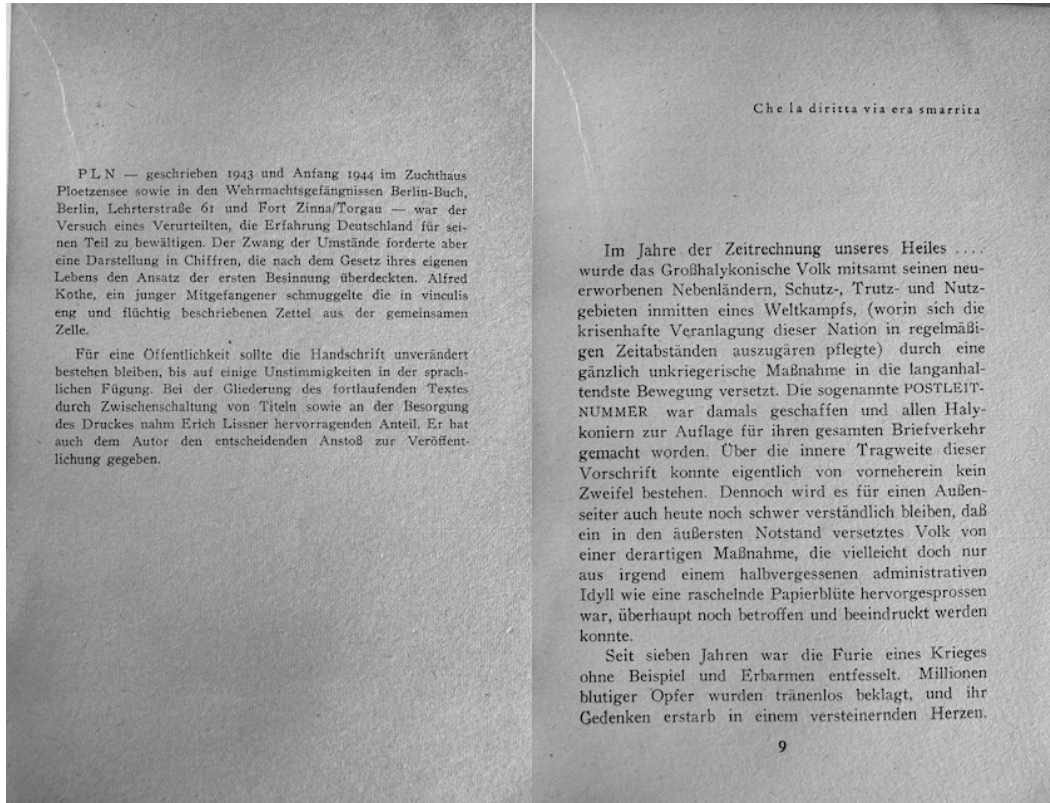 PLN — geschrieben 1943 und Anfang 1944 im Zuchthaus
Ploetzensee sowie in den Wehrmachtsgefängnissen Berlin-Buch,
Berlin, Lehrterstraße 61 und Fort Zinna/Torgau — war der
Versuch eines Verurteilten, die Erfahrung Deutschland für sei-
nen Teil zu bewältigen. Der Zwang der Umstände forderte aber
eine Darstellung in Chiffren, die nach dem Gesetz ihres eigenen
Lebens den Ansatz der ersten Besinnung überdeckten. Alfred
Kothe, ein junger Mitgefangener schmuggelte die in vinculis
eng und flüchtig beschriebenen Zettel aus der gemeinsamen
Zelle.
Für eine Öffentlichkeit sollte die Handschrift unverändert
bestehen bleiben, bis auf einige Unstimmigkeiten in der sprach-
lichen Fügung. Bei der Gliederung des fortlaufenden Textes
durch Zwischenschaltung von Titeln sowie an der Besorgung
des Druckes nahm Erich Lissner hervorragenden Anteil. Er hat
auch dem Autor den entscheidenden Anstoß zur Veröffent-
lichung gegeben.
Che la diritta via era smarrita
Im Jahre der Zeitrechnung unseres Heiles ....
wurde das Großhalykonische Volk mitsamt seinen neu-
erworbenen Nebenländern, Schutz-, Trutz- und Nutz-
gebieten inmitten eines Weltkampfs, (worin sich die
krisenhafte Veranlagung dieser Nation in regelmäßi-
gen Zeitabständen auszugären pflegte) durch eine
gänzlich unkriegerische Maßnahme in die langanhal-
tendste Bewegung versetzt. Die sogenannte POSTLEIT-
NUMMER war damals geschaffen und allen Haly-
koniern zur Auflage für ihren gesamten Briefverkehr
gemacht worden. Über die innere Tragweite dieser
Vorschrift konnte eigentlich von vorneherein kein
Zweifel bestehen. Dennoch wird es für einen Außen-
seiter auch heute noch schwer verständlich bleiben, daß
ein in den äußersten Notstand versetztes Volk von
einer derartigen Maßnahme, die vielleicht doch nur
aus irgend einem halbvergessenen administrativen
Idyll wie eine raschelnde Papierblüte hervorgesprossen
war, überhaupt noch betroffen und beeindruckt werden
konnte.
Seit sieben Jahren war die Furie eines Krieges
ohne Beispiel und Erbarmen entfesselt. Millionen
blutiger Opfer wurden tränenlos beklagt, und ihr
Gedenken erstarb in einem versteinernden Herzen.
9